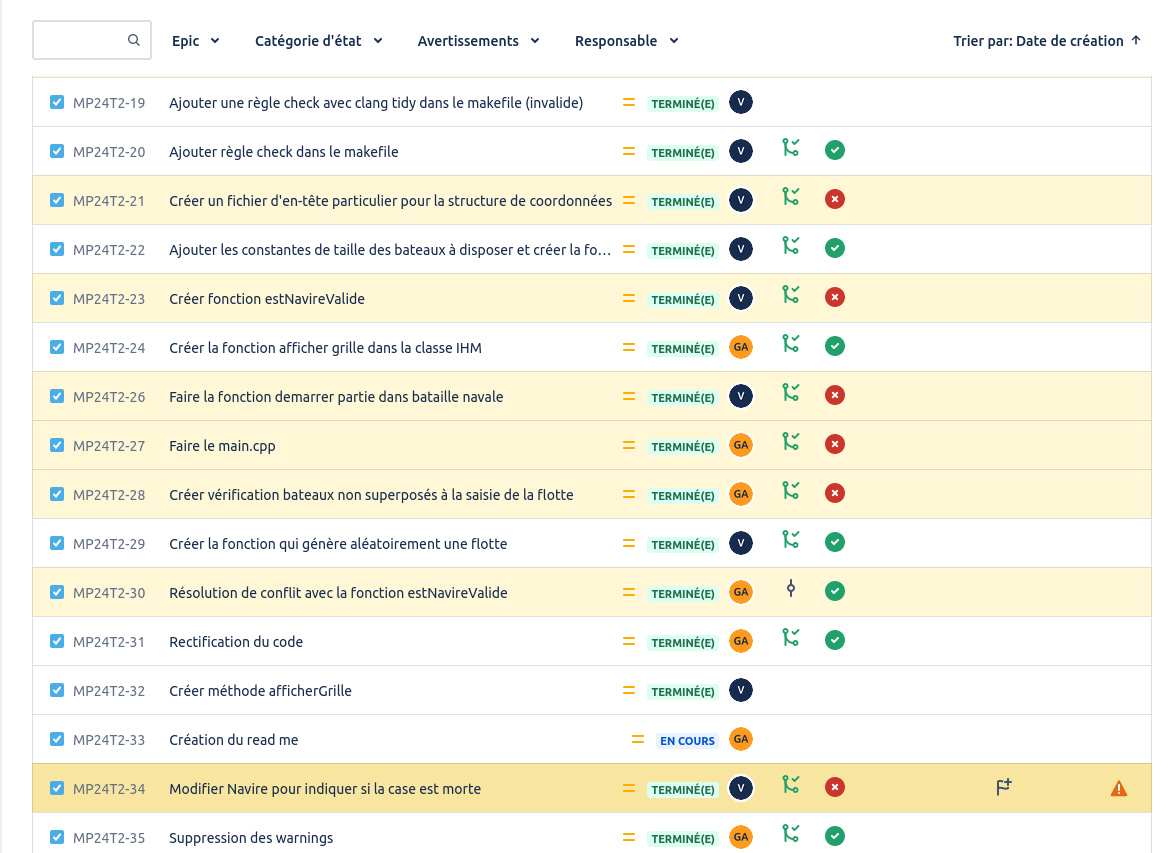 Epic Catégorie d'état Avertissements Responsable Trier par: Date de création
MP24T2-19 Ajouter une règle check avec clang tidy dans le makefile (invalide) TERMINÉ(E) V
MP24T2-20 Ajouter règle check dans le makefile TERMINÉ(E) V
MP24T2-21 Créer un fichier d'en-tête particulier pour la structure de coordonnées TERMINÉ(E) V
MP24T2-22 Ajouter les constantes de taille des bateaux à disposer et créer la fo… TERMINÉ(E) V
MP24T2-23 Créer fonction estNavireValide TERMINÉ(E) V
MP24T2-24 Créer la fonction afficher grille dans la classe IHM TERMINÉ(E) GA
MP24T2-26 Faire la fonction demarrer partie dans bataille navale TERMINÉ(E) V
MP24T2-27 Faire le main.cpp TERMINÉ(E) GA
MP24T2-28 Créer vérification bateaux non superposés à la saisie de la flotte TERMINÉ(E) GA
MP24T2-29 Créer la fonction qui génère aléatoirement une flotte TERMINÉ(E) V
MP24T2-30 Résolution de conflit avec la fonction estNavireValide TERMINÉ(E) GA
MP24T2-31 Rectification du code TERMINÉ(E) GA
MP24T2-32 Créer méthode afficherGrille TERMINÉ(E) V
MP24T2-33 Création du read me EN COURS GA
MP24T2-34 Modifier Navire pour indiquer si la case est morte TERMINÉ(E) V
MP24T2-35 Suppression des warnings TERMINÉ(E) GA